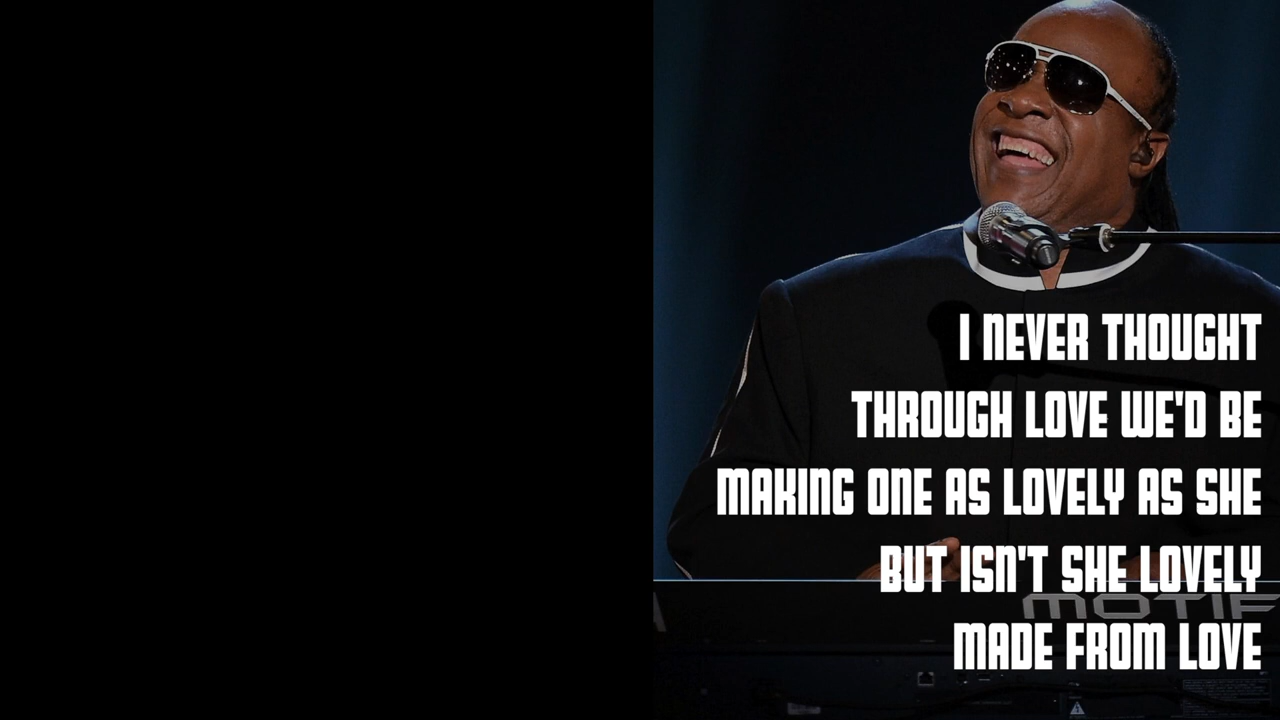 I NEVER THOUGHT
THROUGH LOVE WE'D BE
MAKING ONE AS LOVELY AS SHE
BUT ISN'T SHE LOVELY
MADE FROM LOVE
MOTIF